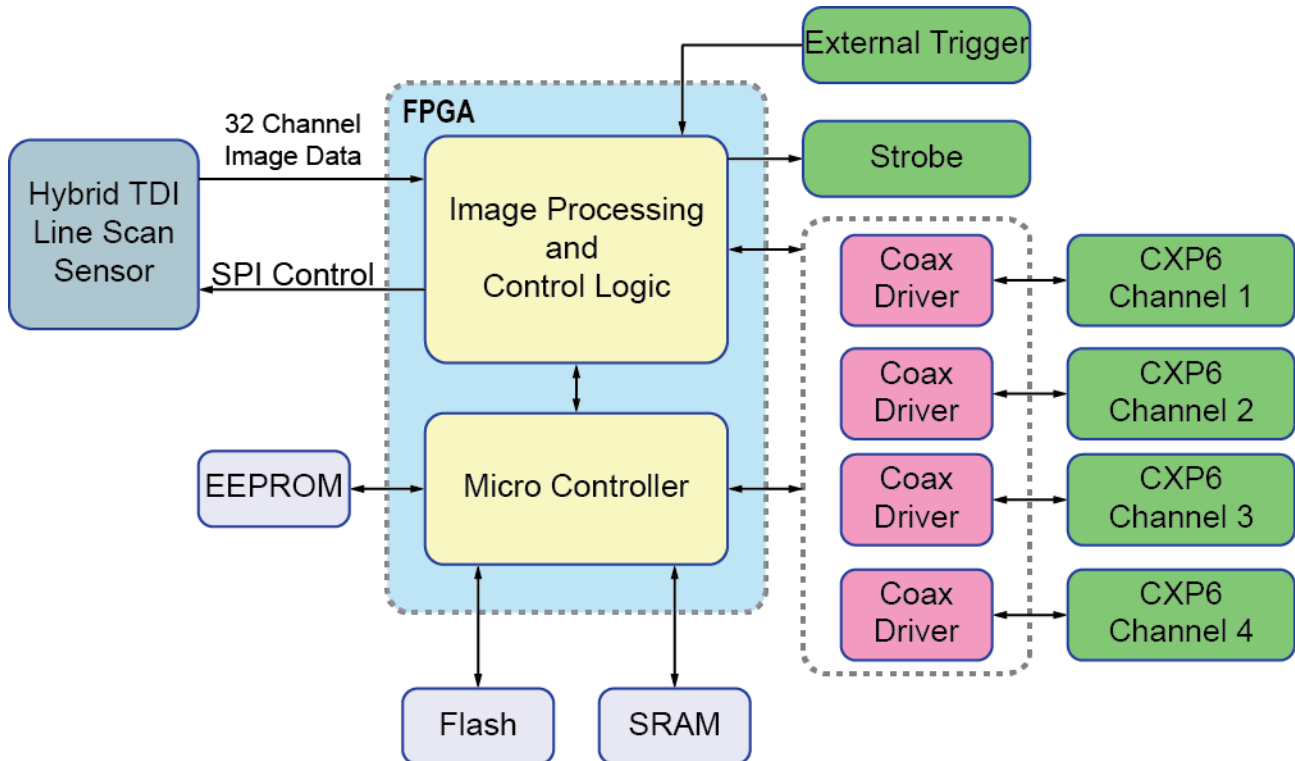 External Trigger
FPGA
32 Channel
Image Data
Strobe
Hybrid TDI
Line Scan
Sensor
Image Processing
and
Control Logic
SPI Control
Coax
Driver
CXP6
Channel 1
Coax
Driver
CXP6
Channel 2
EEPROM
Micro Controller
Coax
Driver
CXP6
Channel 3
Coax
Driver
CXP6
Channel 4
Flash
SRAM